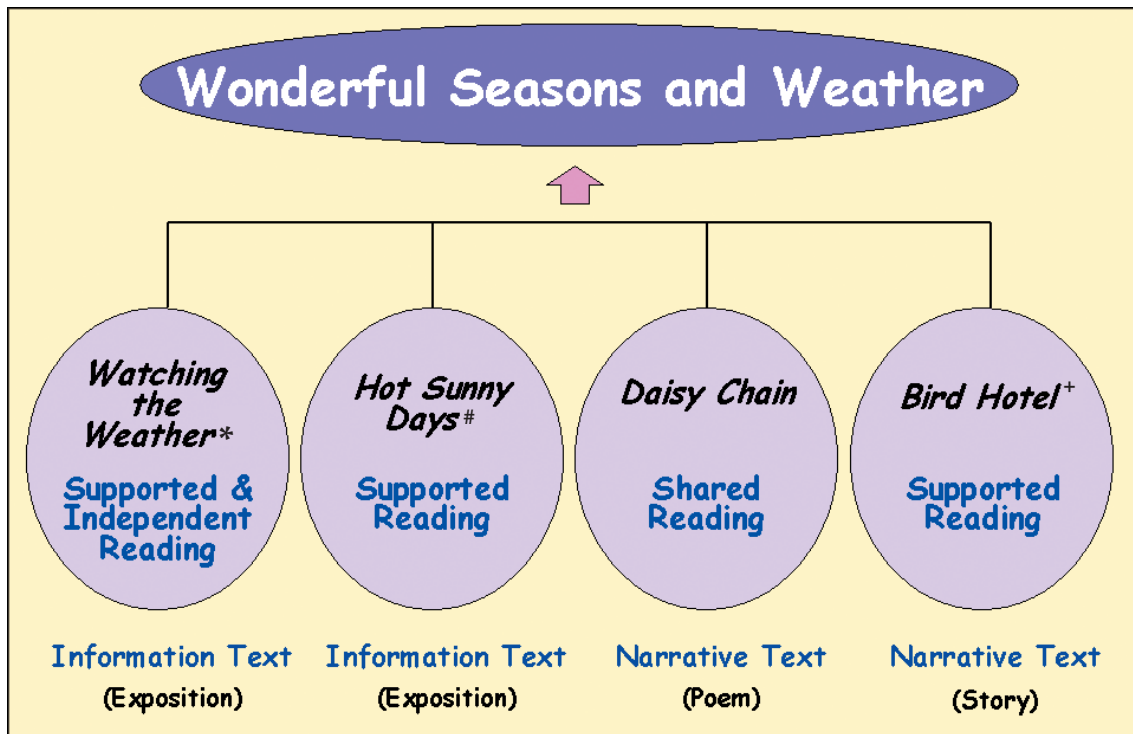 Wonderful Seasons and Weather
Watching
the
Weather*
Supported &
Independent
Reading
Hot Sunny
Days#
Supported
Reading
Daisy Chain
Shared
Reading
Bird Hotel+
Supported
Reading
Information Text
(Exposition)
Information Text
(Exposition)
Narrative Text
(Poem)
Narrative Text
(Story)